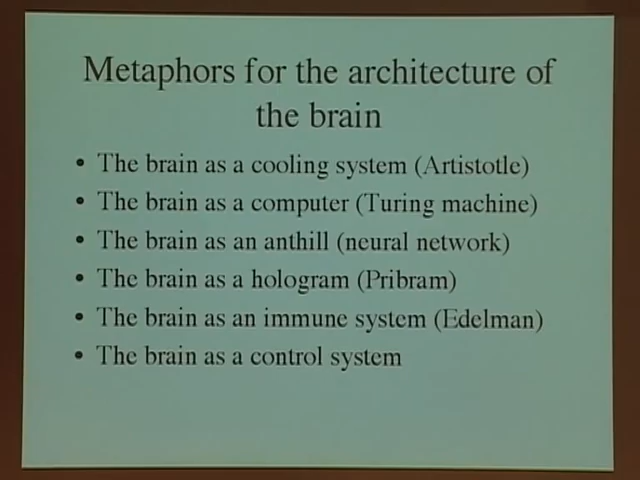 Metaphors for the architecture of
the brain
• The brain as a cooling system (Artistotle)
• The brain as a computer (Turing machine)
• The brain as an anthill (neural network)
• The brain as a hologram (Pribram)
• The brain as an immune system (Edelman)
• The brain as a control system